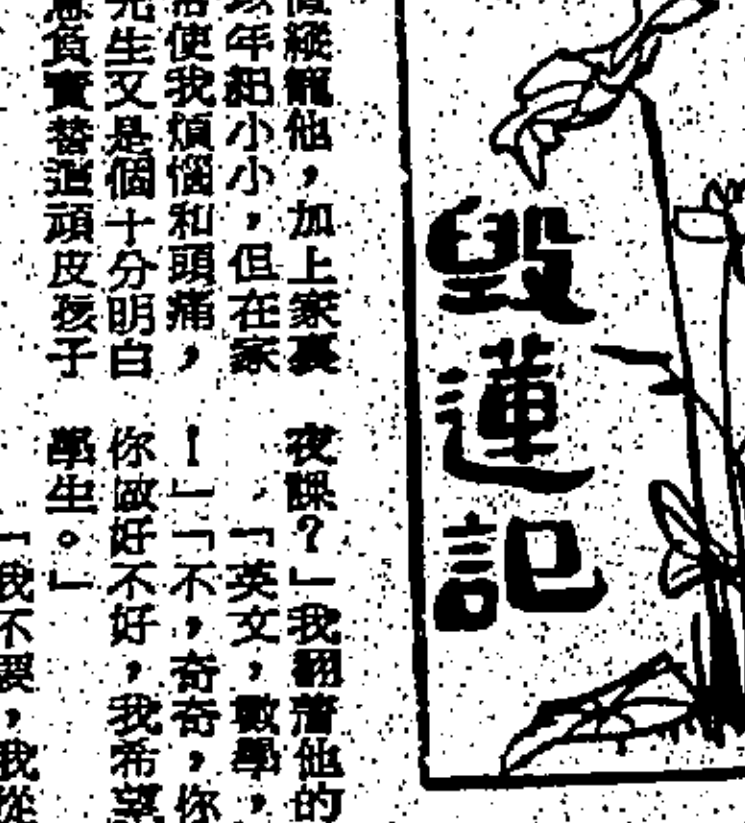 毀蓮記
縱寵他，加上家裏
年紀小小，但在家
使我煩惱和頭痛，
先生又是個十分明白
負責替這頑皮孩子
夜課？」我翻著他的
「英文，數學，
！」「不，奇奇，你
你做好不好，我希望
學生。」
「我不要，我從